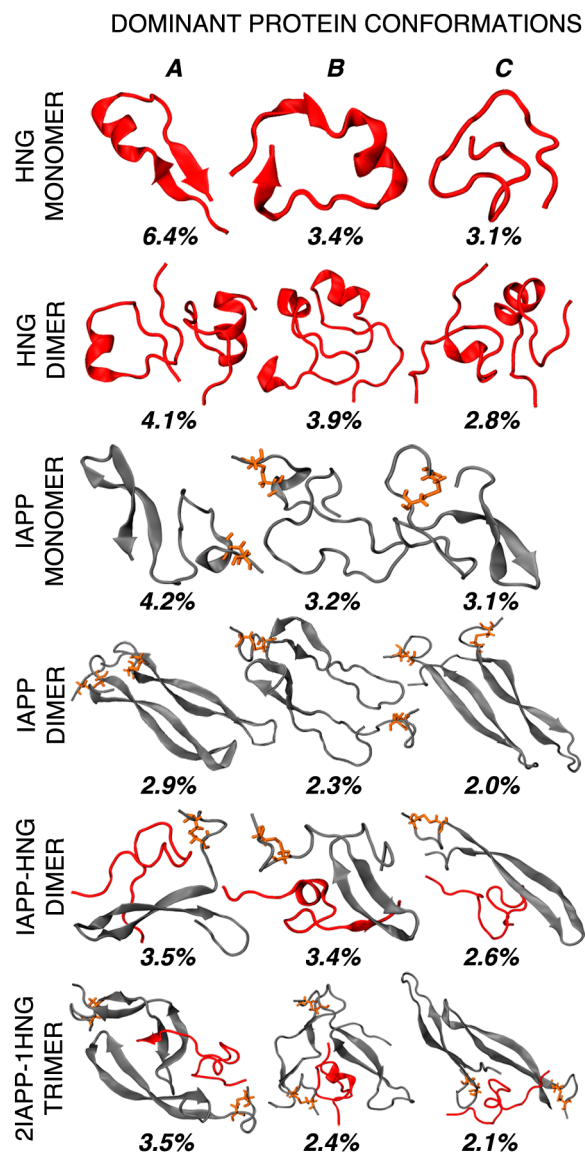 DOMINANT PROTEIN CONFORMATIONS
A B C
HNG
MONOMER
6.4% 3.4% 3.1%
HNG
DIMER
4.1% 3.9% 2.8%
IAPP
MONOMER
4.2% 3.2% 3.1%
IAPP
DIMER
2.9% 2.3% 2.0%
IAPP-HNG
DIMER
3.5% 3.4% 2.6%
2IAPP-1HNG
TRIMER
3.5% 2.4% 2.1%